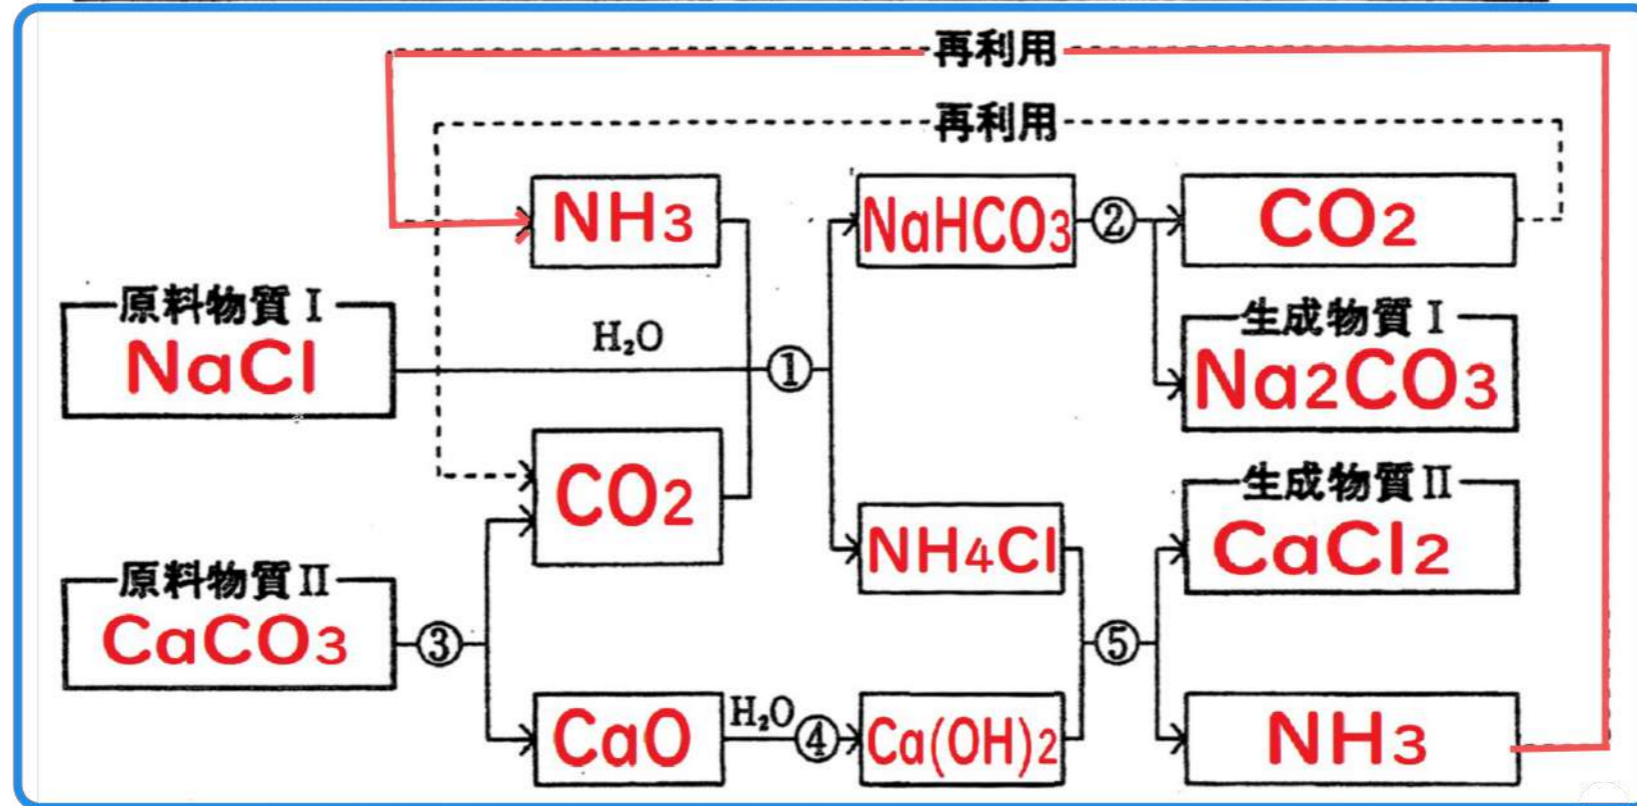 再利用
再利用
NH3
NaHCO3
②
CO2
原料物質Ⅰ
NaCl
H₂O
①
生成物質Ⅰ
Na2CO3
CO2
生成物質Ⅱ
CaCl2
NH4Cl
原料物質Ⅱ
CaCO3
③
⑤
CaO
H₂O
④
Ca(OH)2
NH3